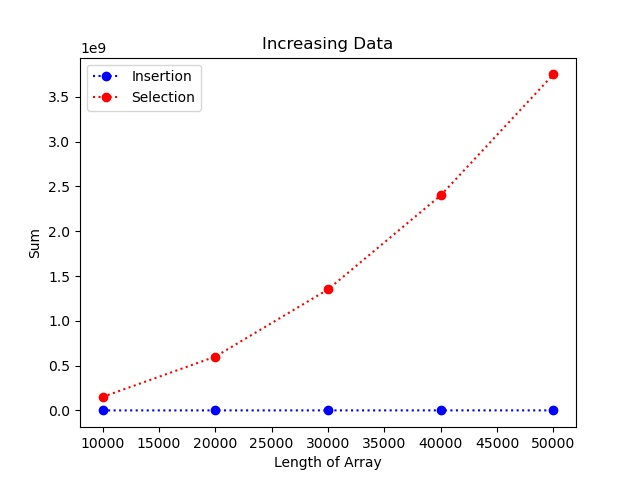 Increasing Data
1e9
Insertion
Selection
3.5
3.0
2.5
2.0
1.5
1.0
0.5
0.0
Sum
10000 15000 20000 25000 30000 35000 40000 45000 50000
Length of Array